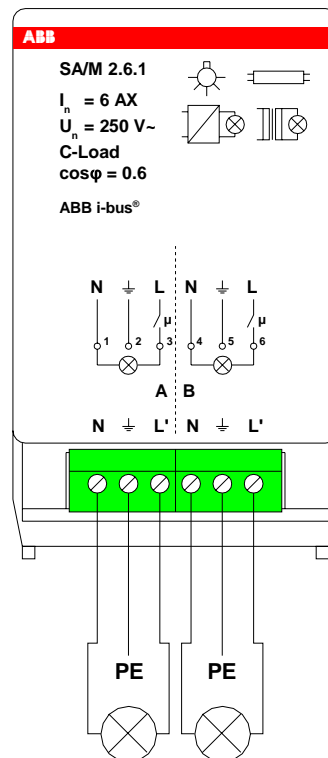 ABB
SA/M 2.6.1
In = 6 AX
Un = 250 V~
C-Load
cosφ = 0.6
ABB i-bus®
N L N L
µ µ
1 2 3 4 5 6
A B
N L' N L'
PE PE